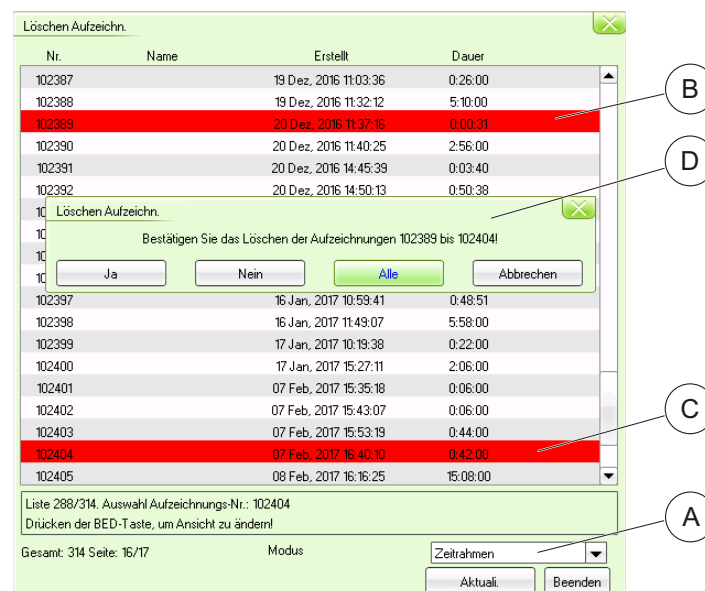 Löschen Aufzeichn.
Nr. Name Erstellt Dauer
102387 19 Dez, 2016 11:03:36 0:26:00
102388 19 Dez, 2016 11:32:12 5:10:00
B
102389 20 Dez, 2016 11:37:16 0:00:31
102390 20 Dez, 2016 11:40:25 2:56:00
102391 20 Dez, 2016 14:45:39 0:03:40
D
102392 20 Dez, 2016 14:50:13 0:50:38
Löschen Aufzeichn.
Bestätigen Sie das Löschen der Aufzeichnungen 102389 bis 102404!
Ja Nein Alle Abbrechen
102397 16 Jan, 2017 10:59:41 0:48:51
102398 16 Jan, 2017 11:49:07 5:58:00
102399 17 Jan, 2017 10:19:38 0:22:00
102400 17 Jan, 2017 15:27:11 2:06:00
102401 07 Feb, 2017 15:35:18 0:06:00
102402 07 Feb, 2017 15:43:07 0:06:00
C
102403 07 Feb, 2017 15:53:19 0:44:00
102404 07 Feb, 2017 16:40:10 0:42:00
102405 08 Feb, 2017 16:16:25 15:08:00
Liste 288/314. Auswahl Aufzeichnungs-Nr.: 102404
Drücken der BED-Taste, um Ansicht zu ändern!
A
Gesamt: 314 Seite: 16/17 Modus Zeitrahmen
Aktuali. Beenden